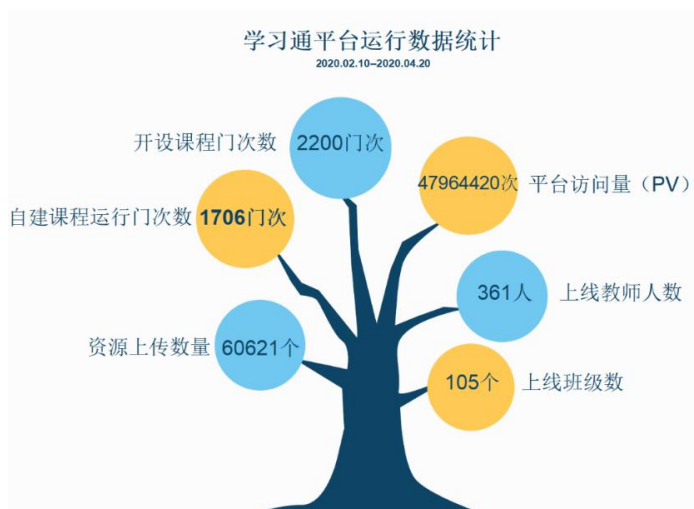 学习通平台运行数据统计
2020.02.10–2020.04.20
开设课程门次数 2200门次
47964420次 平台访问量（PV）
自建课程运行门次数 1706门次
361人 上线教师人数
资源上传数量 60621个
105个 上线班级数